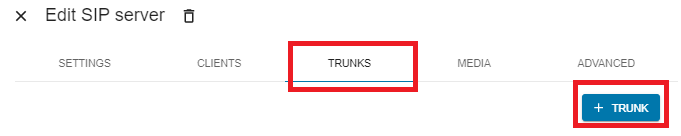 Edit SIP server
SETTINGS CLIENTS TRUNKS MEDIA ADVANCED
+ TRUNK